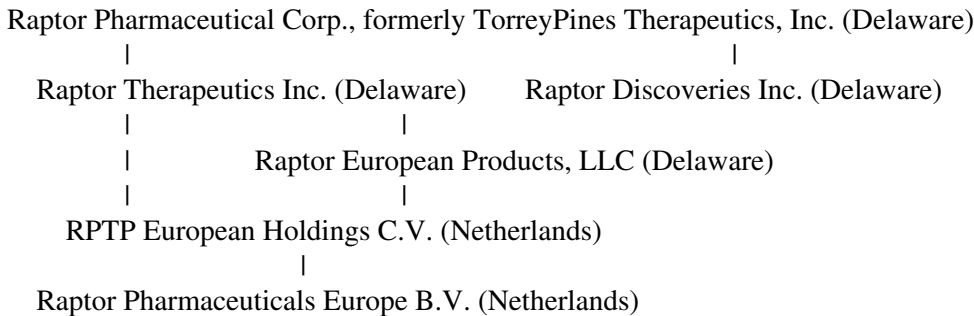 Raptor Pharmaceutical Corp., formerly TorreyPines Therapeutics, Inc. (Delaware)
Raptor Therapeutics Inc. (Delaware) Raptor Discoveries Inc. (Delaware)
Raptor European Products, LLC (Delaware)
RPTP European Holdings C.V. (Netherlands)
Raptor Pharmaceuticals Europe B.V. (Netherlands)